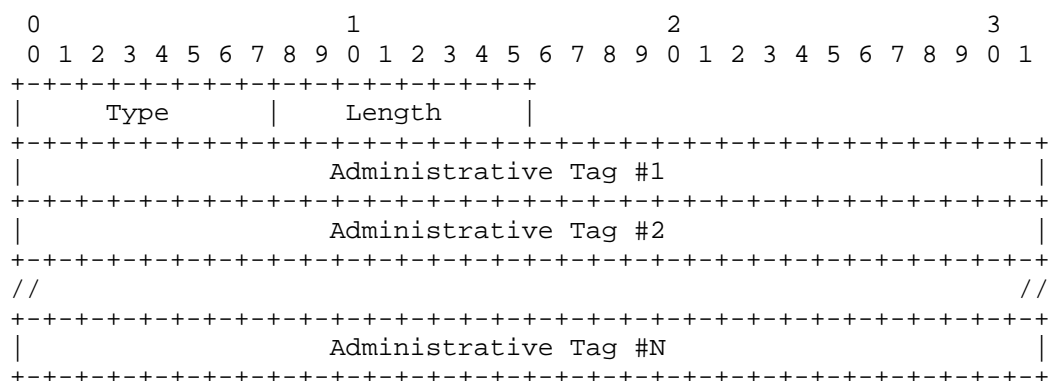 0                   1                   2                   3
 0 1 2 3 4 5 6 7 8 9 0 1 2 3 4 5 6 7 8 9 0 1 2 3 4 5 6 7 8 9 0 1
+-+-+-+-+-+-+-+-+-+-+-+-+-+-+-+-+
|     Type      |    Length     |
+-+-+-+-+-+-+-+-+-+-+-+-+-+-+-+-+-+-+-+-+-+-+-+-+-+-+-+-+-+-+-+-+
|                   Administrative Tag #1                       |
+-+-+-+-+-+-+-+-+-+-+-+-+-+-+-+-+-+-+-+-+-+-+-+-+-+-+-+-+-+-+-+-+
|                   Administrative Tag #2                       |
+-+-+-+-+-+-+-+-+-+-+-+-+-+-+-+-+-+-+-+-+-+-+-+-+-+-+-+-+-+-+-+-+
//                                                             //
+-+-+-+-+-+-+-+-+-+-+-+-+-+-+-+-+-+-+-+-+-+-+-+-+-+-+-+-+-+-+-+-+
|                   Administrative Tag #N                       |
+-+-+-+-+-+-+-+-+-+-+-+-+-+-+-+-+-+-+-+-+-+-+-+-+-+-+-+-+-+-+-+-+